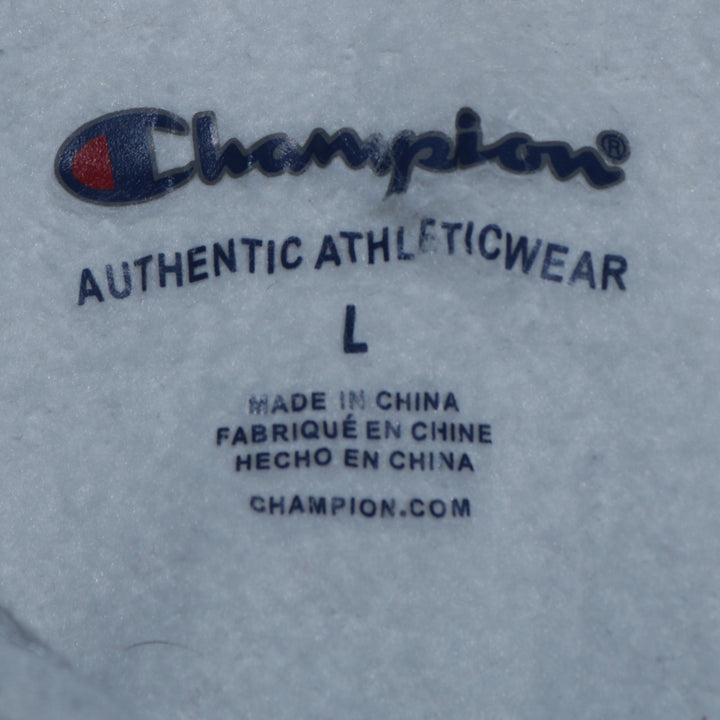 Champion®
AUTHENTIC ATHLETICWEAR
L
MADE IN CHINA
FABRIQUÉ EN CHINE
HECHO EN CHINA
CHAMPION.COM